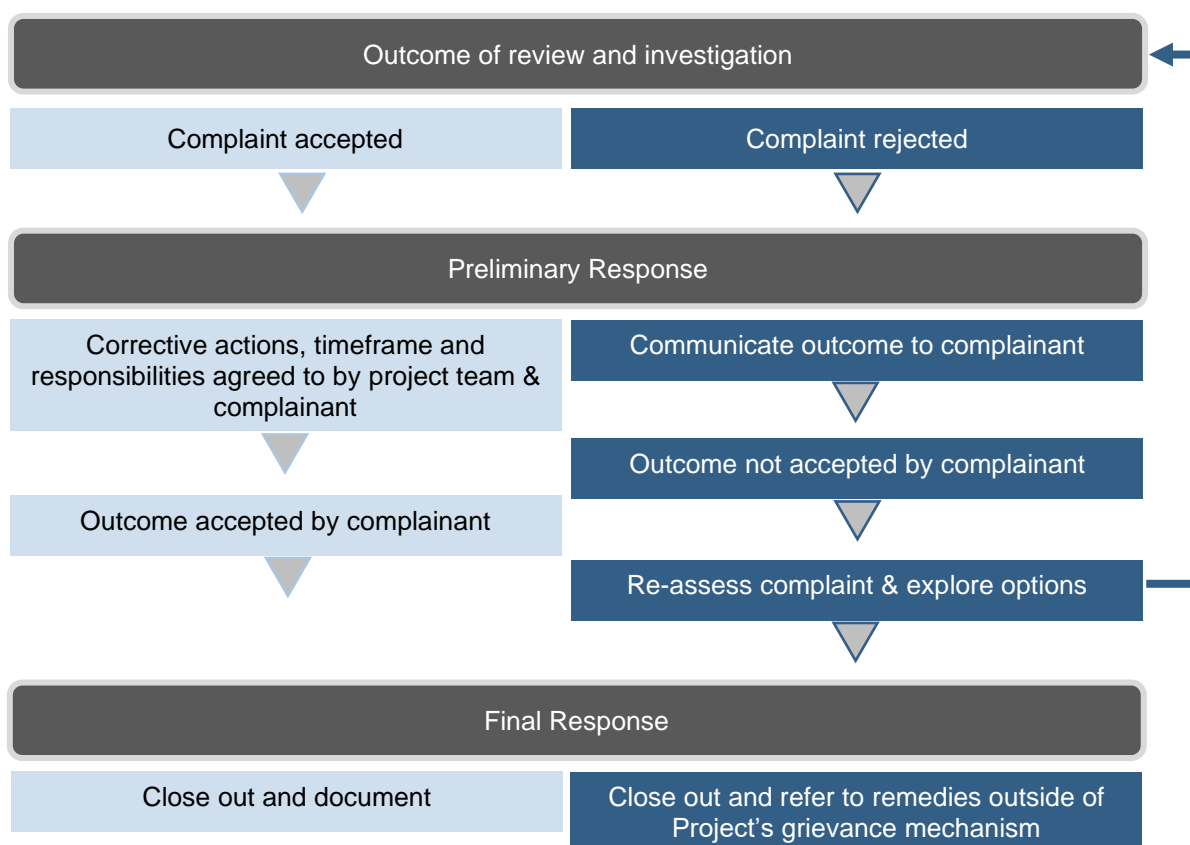 Outcome of review and investigation
Complaint accepted
Complaint rejected
Preliminary Response
Corrective actions, timeframe and
responsibilities agreed to by project team &
complainant
Outcome accepted by complainant
Communicate outcome to complainant
Outcome not accepted by complainant
Re-assess complaint & explore options
Final Response
Close out and document
Close out and refer to remedies outside of
Project’s grievance mechanism